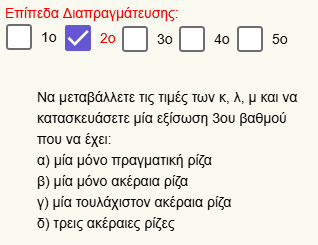 Επίπεδα Διαπραγμάτευσης:
1ο 2ο 3ο 4ο 5ο
Να μεταβάλλετε τις τιμές των κ, λ, μ και να
κατασκευάσετε μία εξίσωση 3ου βαθμού
που να έχει:
α) μία μόνο πραγματική ρίζα
β) μία μόνο ακέραια ρίζα
γ) μία τουλάχιστον ακέραια ρίζα
δ) τρεις ακέραιες ρίζες